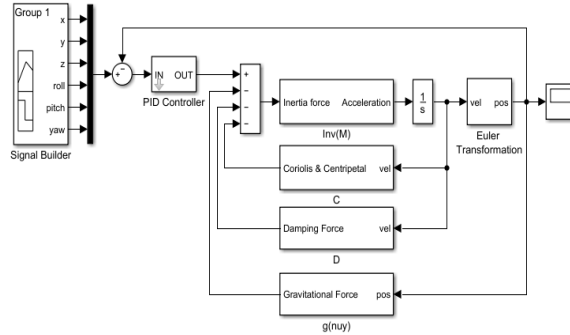 Group 1
x
y
z
roll
pitch
yaw
Signal Builder
+
−
IN OUT
PID Controller
+
−
−
−
Inertia force Acceleration
Inv(M)
1
s
vel pos
Euler
Transformation
Coriolis & Centripetal vel
C
Damping Force vel
D
Gravitational Force pos
g(nuy)